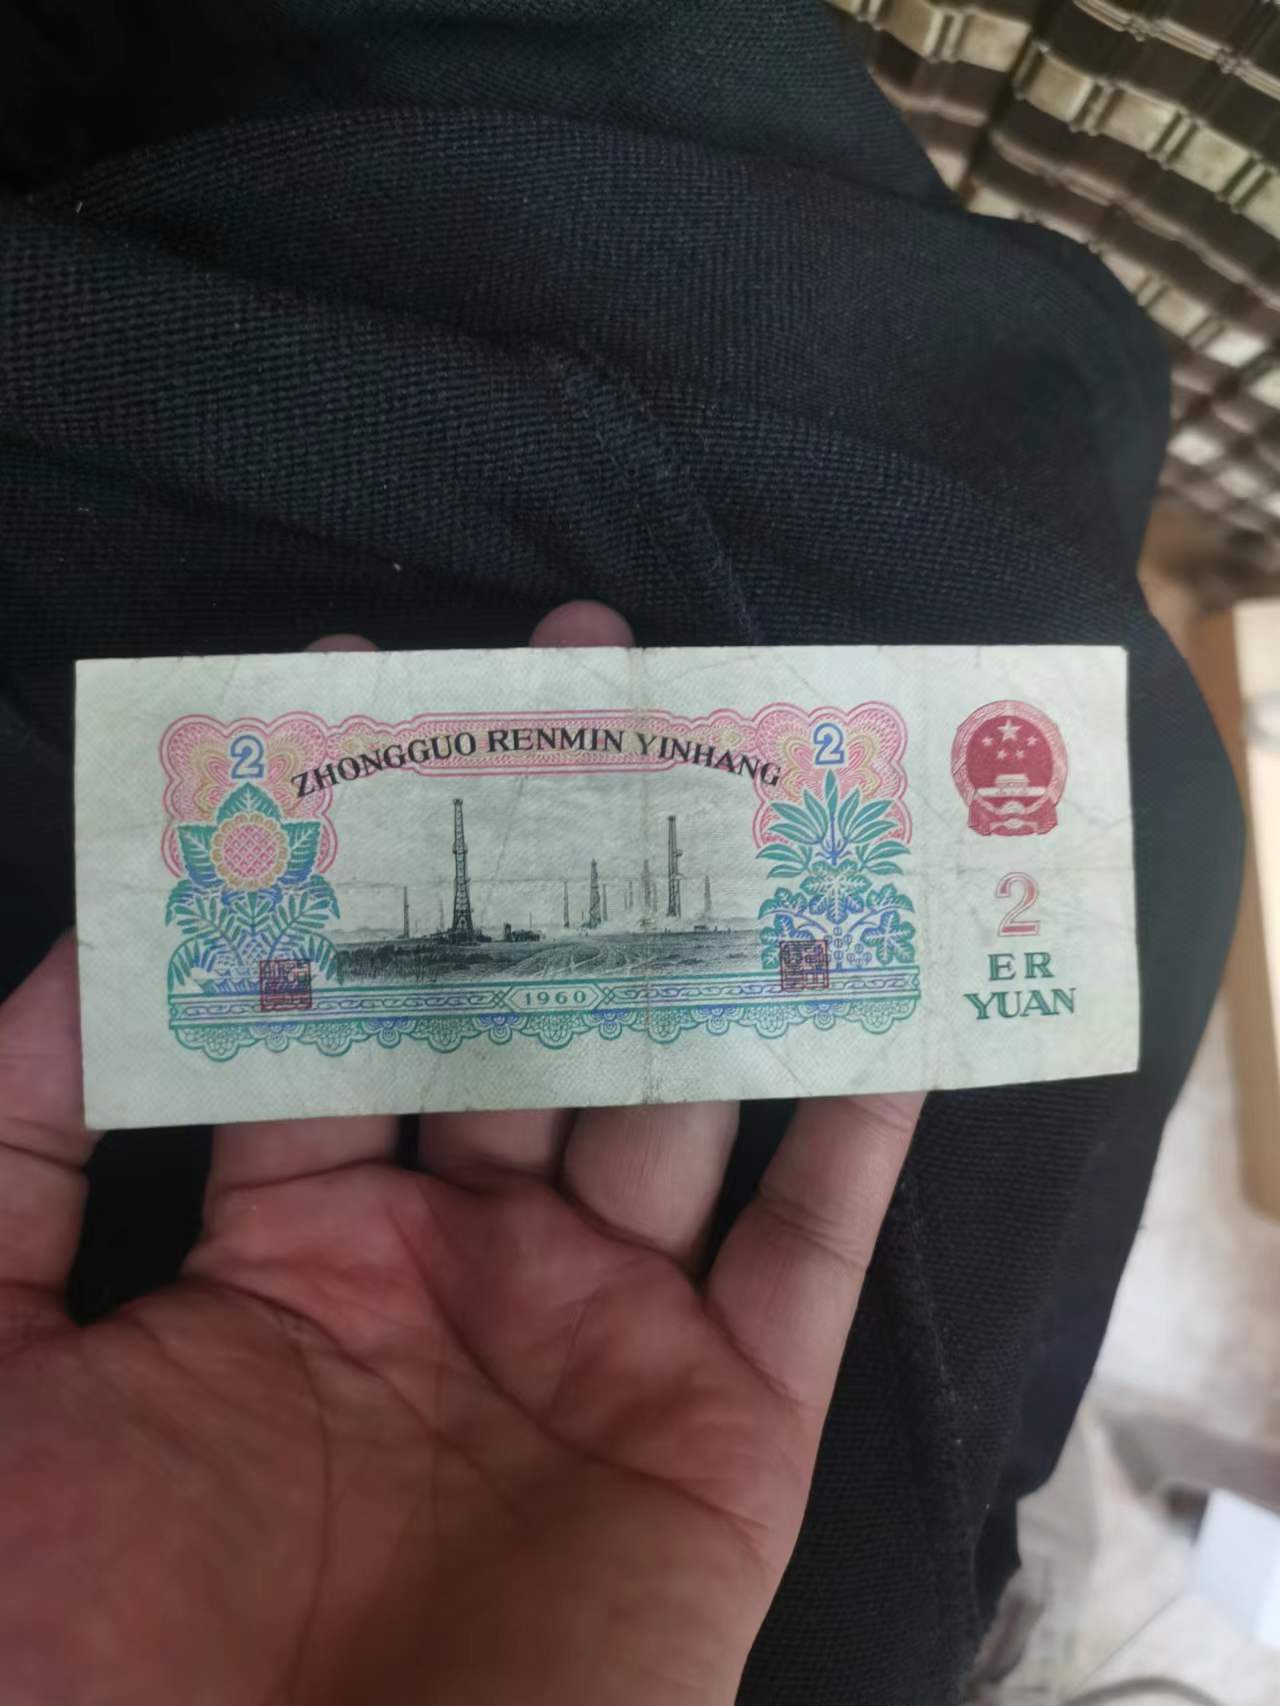 2
ZHONGGUO RENMIN YINHANG
2
1960
2
ER
YUAN